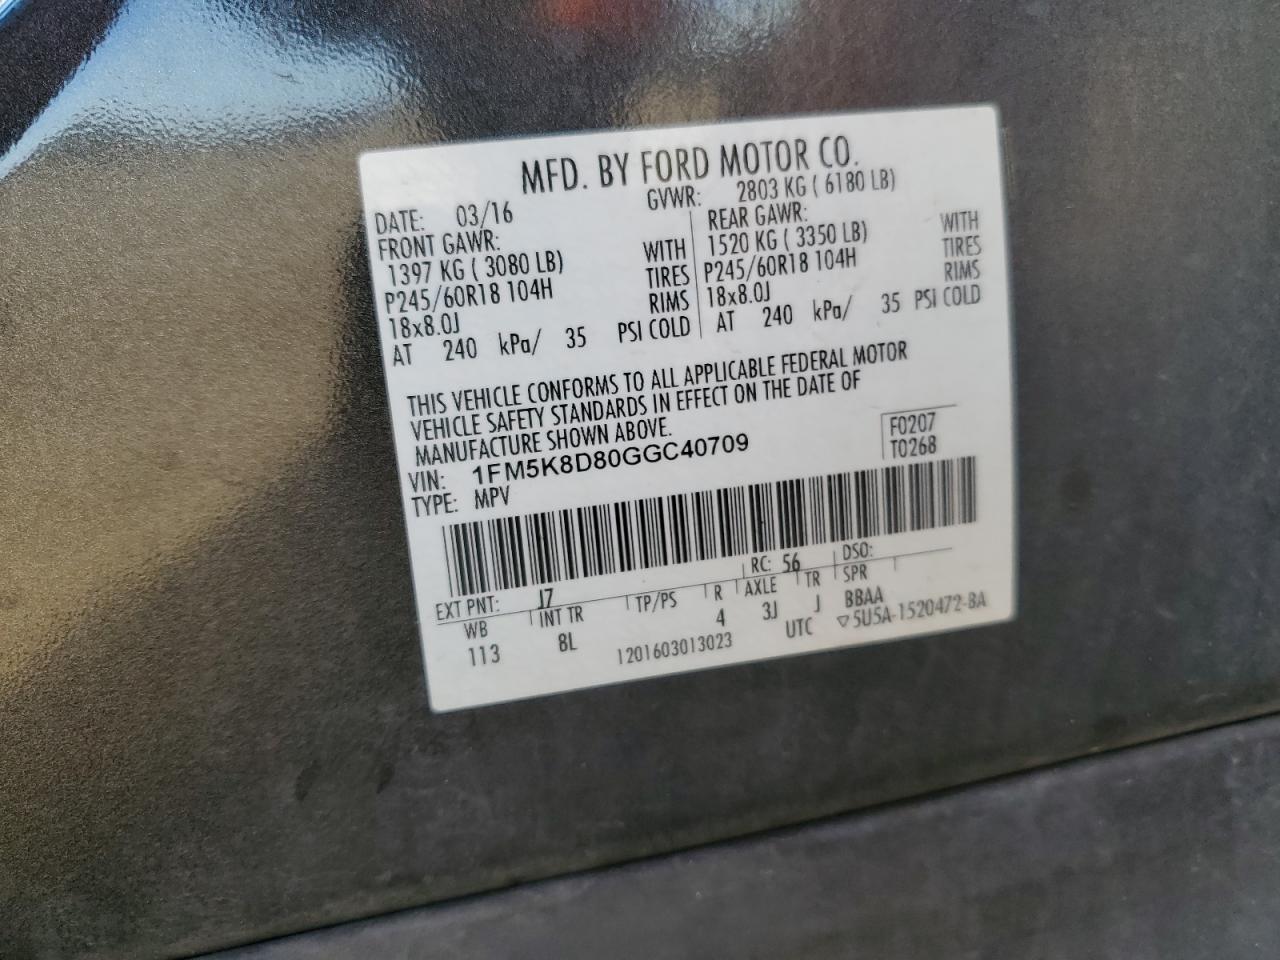 MFD. BY FORD MOTOR CO.
DATE: 03/16 GVWR: 2803 KG ( 6180 LB)
FRONT GAWR: REAR GAWR:
1397 KG ( 3080 LB) WITH 1520 KG ( 3350 LB) WITH
P245/60R18 104H TIRES P245/60R18 104H TIRES
18x8.0J RIMS 18x8.0J RIMS
AT 240 kPa/ 35 PSI COLD AT 240 kPa/ 35 PSI COLD
THIS VEHICLE CONFORMS TO ALL APPLICABLE FEDERAL MOTOR
VEHICLE SAFETY STANDARDS IN EFFECT ON THE DATE OF
MANUFACTURE SHOWN ABOVE.
VIN: 1FM5K8D80GGC40709 F0207
TYPE: MPV T0268
EXT PNT: J7 RC: 56 DSO:
WB INT TR TP/PS R AXLE TR SPR
113 8L 4 3J J BBAA
1201603013023 UTC ▽5U5A-1520472-BA